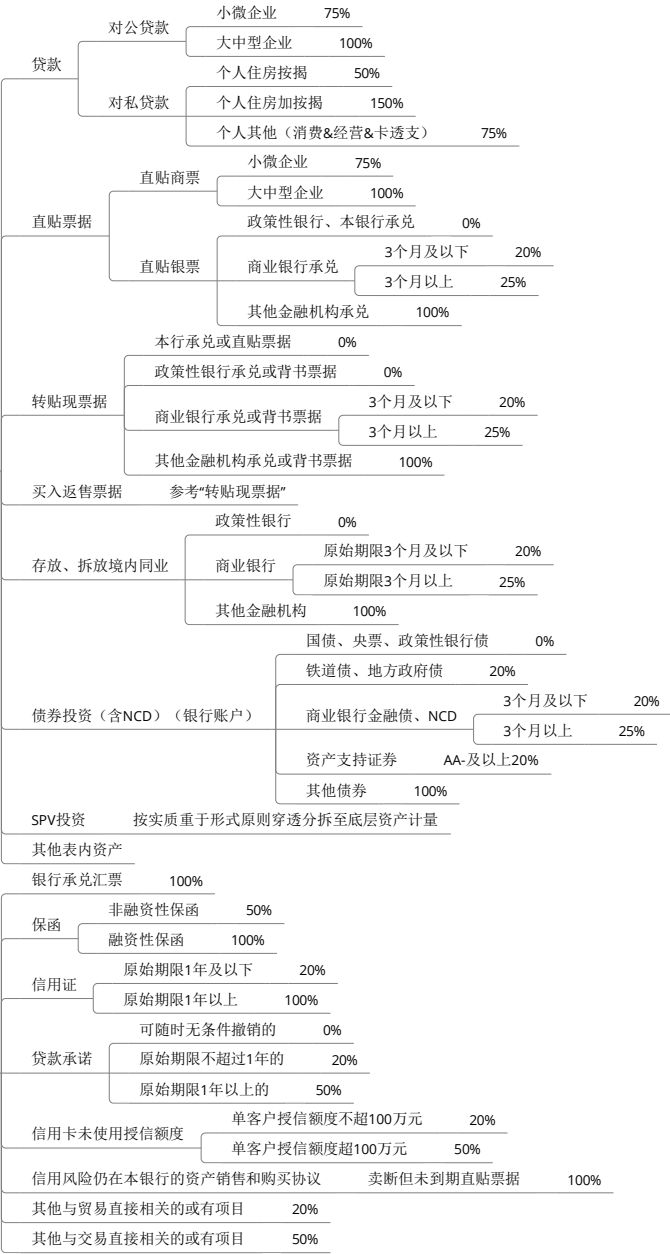 小微企业 75%
对公贷款
大中型企业 100%
贷款
个人住房按揭 50%
对私贷款 个人住房加按揭 150%
个人其他（消费&经营&卡透支） 75%
小微企业 75%
直贴商票
大中型企业 100%
直贴票据 政策性银行、本银行承兑 0%
3个月及以下 20%
直贴银票 商业银行承兑
3个月以上 25%
其他金融机构承兑 100%
本行承兑或直贴票据 0%
政策性银行承兑或背书票据 0%
转贴现票据 3个月及以下 20%
商业银行承兑或背书票据
3个月以上 25%
其他金融机构承兑或背书票据 100%
买入返售票据 参考“转贴现票据”
政策性银行 0%
原始期限3个月及以下 20%
存放、拆放境内同业 商业银行
原始期限3个月以上 25%
其他金融机构 100%
国债、央票、政策性银行债 0%
铁道债、地方政府债 20%
3个月及以下 20%
债券投资（含NCD）（银行账户） 商业银行金融债、NCD
3个月以上 25%
资产支持证券 AA-及以上20%
其他债券 100%
SPV投资 按实质重于形式原则穿透分拆至底层资产计量
其他表内资产
银行承兑汇票 100%
非融资性保函 50%
保函
融资性保函 100%
原始期限1年及以下 20%
信用证
原始期限1年以上 100%
可随时无条件撤销的 0%
贷款承诺 原始期限不超过1年的 20%
原始期限1年以上的 50%
单客户授信额度不超100万元 20%
信用卡未使用授信额度
单客户授信额度超100万元 50%
信用风险仍在本银行的资产销售和购买协议 卖断但未到期直贴票据 100%
其他与贸易直接相关的或有项目 20%
其他与交易直接相关的或有项目 50%